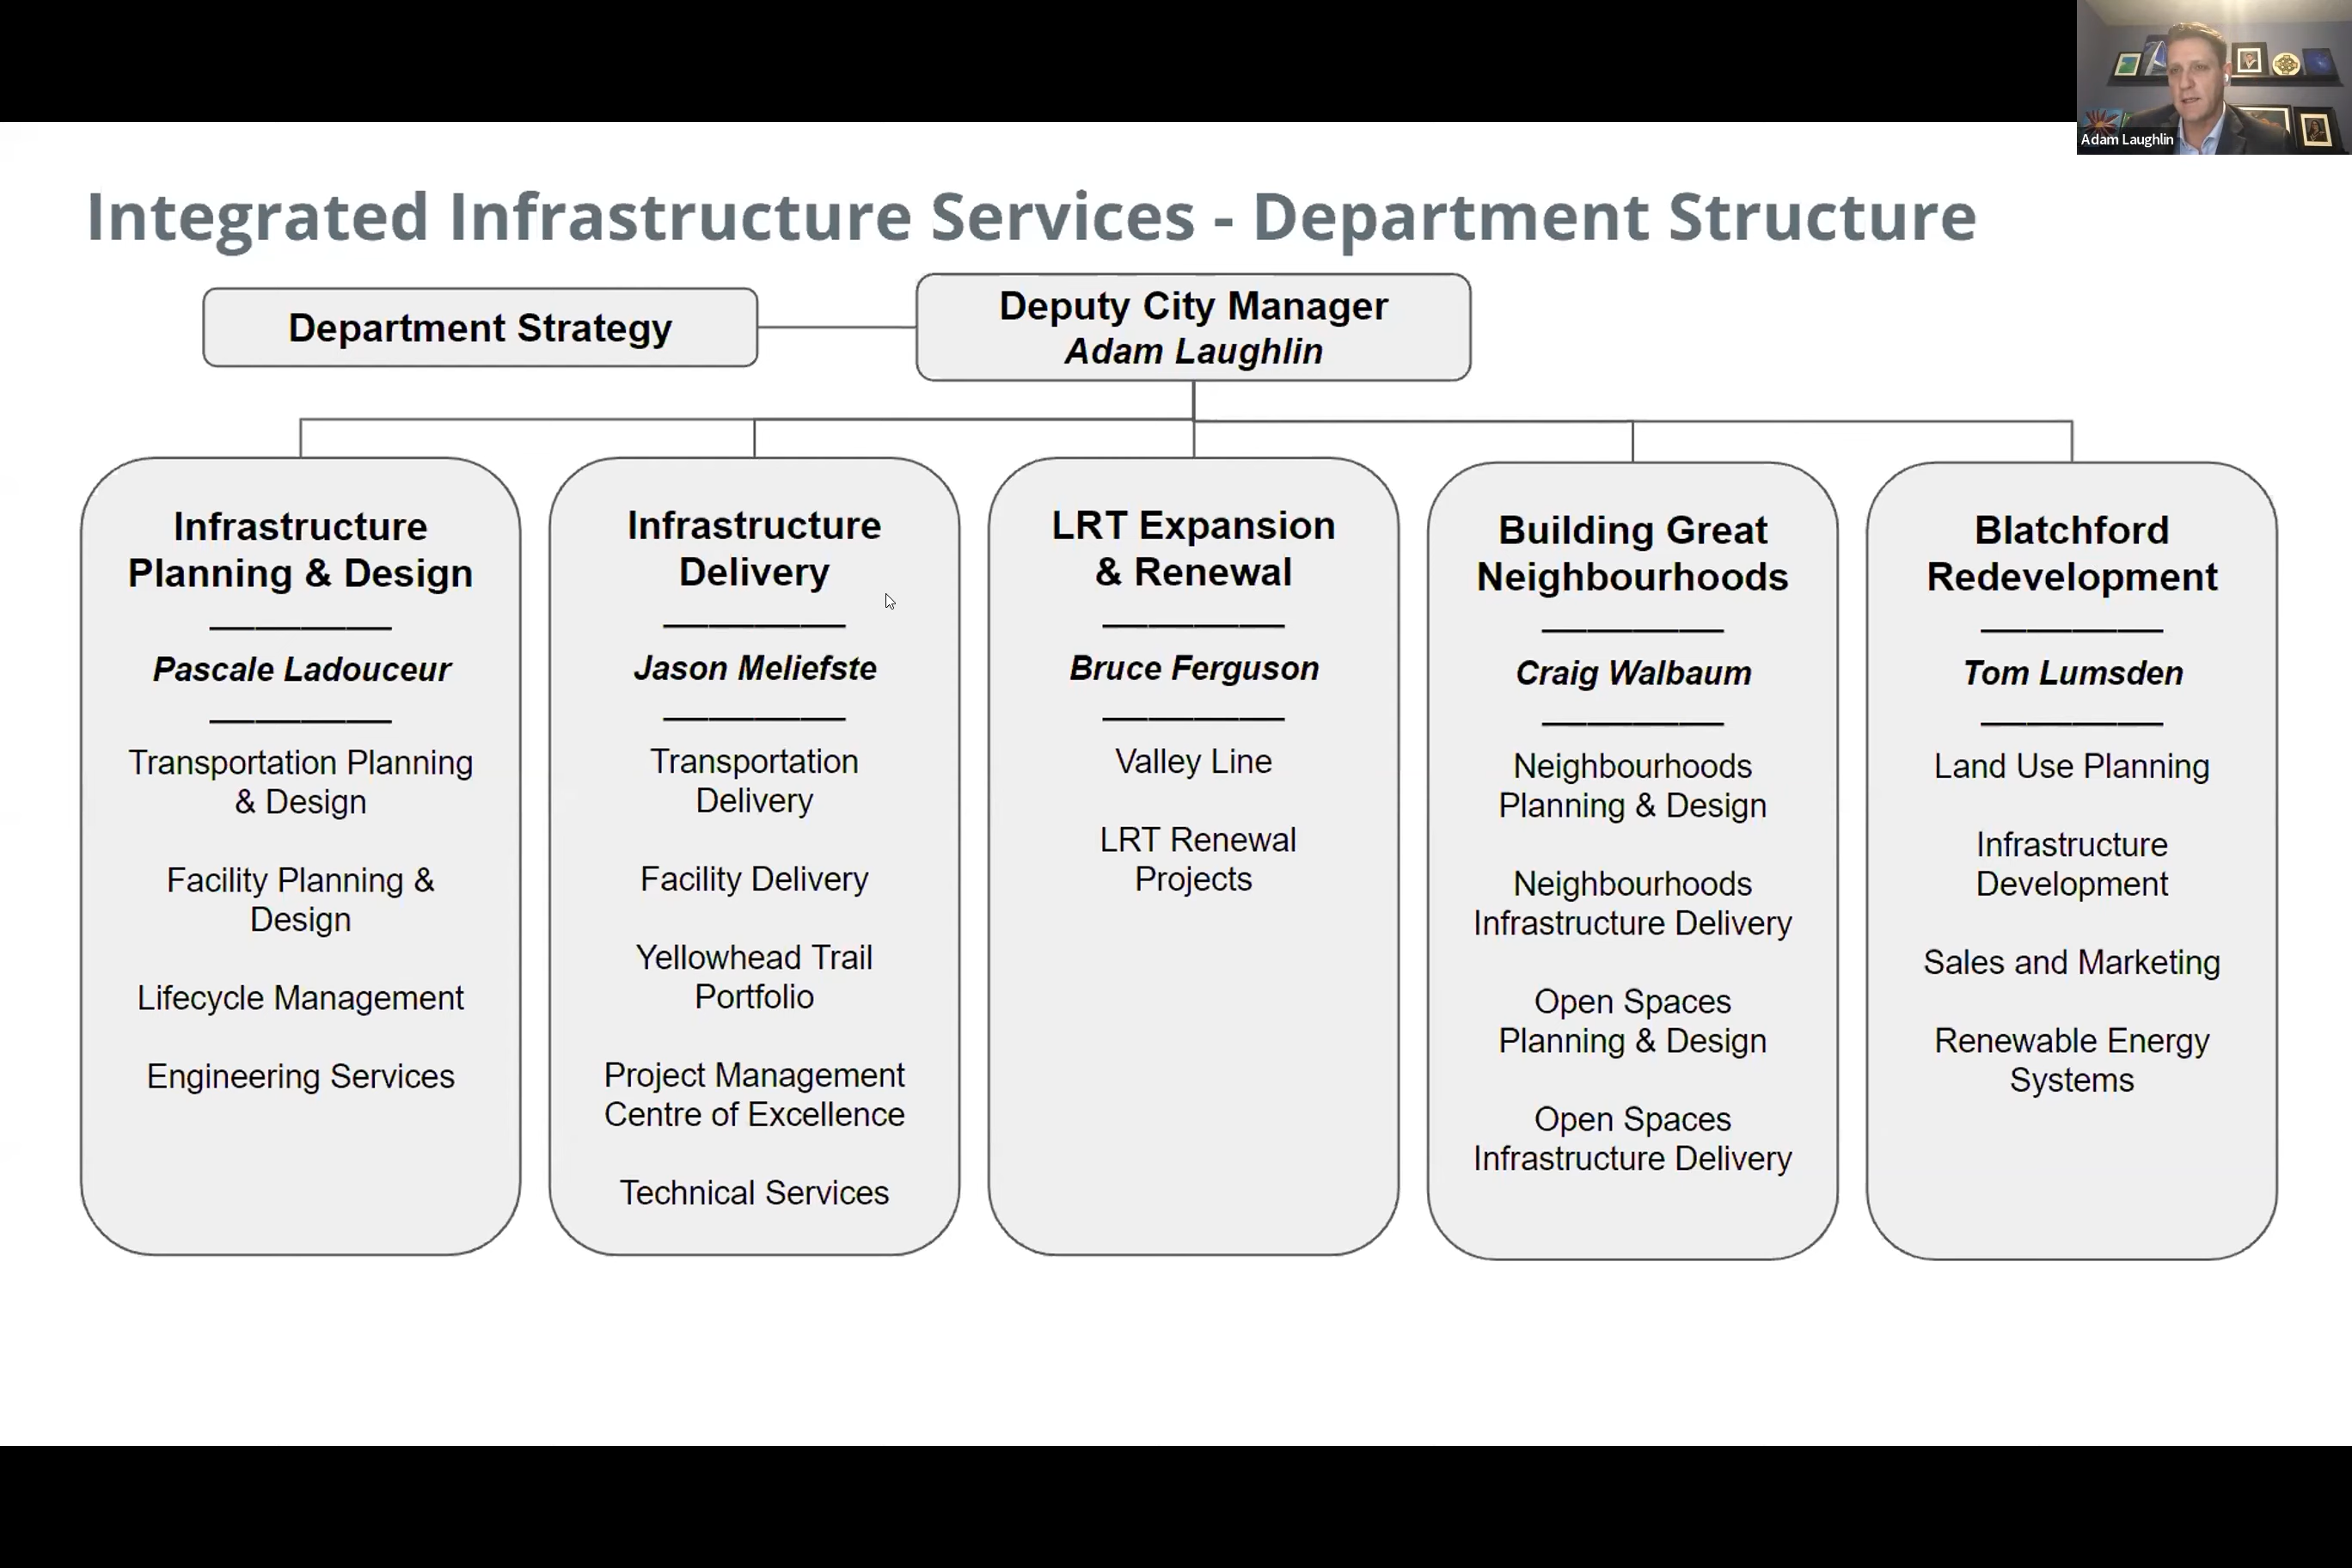 Adam Laughlin
Integrated Infrastructure Services - Department Structure
Department Strategy
Deputy City Manager
Adam Laughlin
Infrastructure
Planning & Design
Pascale Ladouceur
Transportation Planning
& Design
Facility Planning &
Design
Lifecycle Management
Engineering Services
Infrastructure
Delivery
Jason Meliefste
Transportation
Delivery
Facility Delivery
Yellowhead Trail
Portfolio
Project Management
Centre of Excellence
Technical Services
LRT Expansion
& Renewal
Bruce Ferguson
Valley Line
LRT Renewal
Projects
Building Great
Neighbourhoods
Craig Walbaum
Neighbourhoods
Planning & Design
Neighbourhoods
Infrastructure Delivery
Open Spaces
Planning & Design
Open Spaces
Infrastructure Delivery
Blatchford
Redevelopment
Tom Lumsden
Land Use Planning
Infrastructure
Development
Sales and Marketing
Renewable Energy
Systems